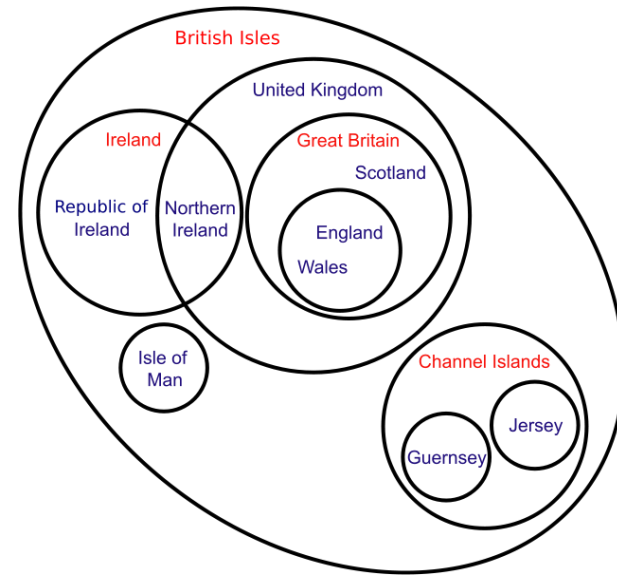 British Isles
United Kingdom
Ireland
Great Britain
Scotland
Republic of
Ireland
Northern
Ireland
England
Wales
Isle of
Man
Channel Islands
Jersey
Guernsey